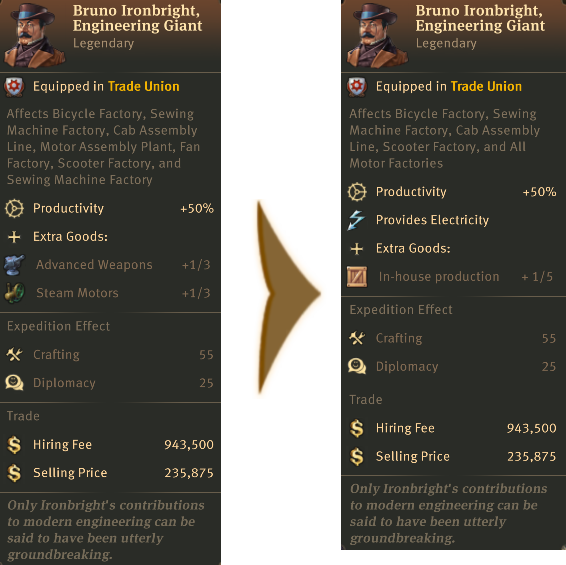 Bruno Ironbright,
Engineering Giant
Legendary
Equipped in Trade Union
Affects Bicycle Factory, Sewing
Machine Factory, Cab Assembly
Line, Motor Assembly Plant, Fan
Factory, Scooter Factory, and
Sewing Machine Factory
Productivity +50%
Extra Goods:
Advanced Weapons +1/3
Steam Motors +1/3
Expedition Effect
Crafting 55
Diplomacy 25
Trade
Hiring Fee 943,500
Selling Price 235,875
Only Ironbright's contributions
to modern engineering can be
said to have been utterly
groundbreaking.
Bruno Ironbright,
Engineering Giant
Legendary
Equipped in Trade Union
Affects Bicycle Factory, Sewing
Machine Factory, Cab Assembly
Line, Scooter Factory, and All
Motor Factories
Productivity +50%
Provides Electricity
Extra Goods:
In-house production + 1/5
Expedition Effect
Crafting 55
Diplomacy 25
Trade
Hiring Fee 943,500
Selling Price 235,875
Only Ironbright's contributions
to modern engineering can be
said to have been utterly
groundbreaking.